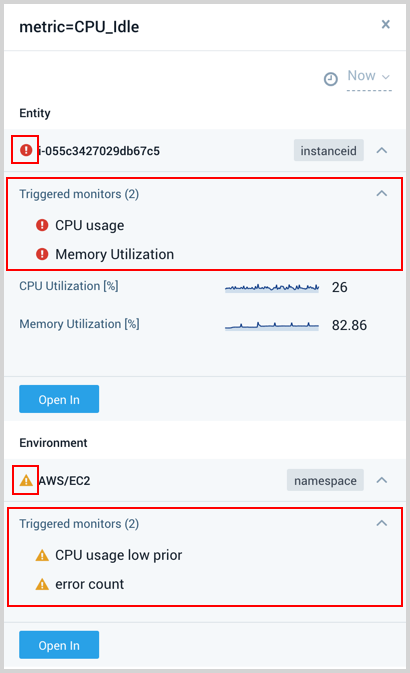 metric=CPU_Idle
Now
Entity
i-055c3427029db67c5 instanceid
Triggered monitors (2)
CPU usage
Memory Utilization
CPU Utilization [%] 26
Memory Utilization [%] 82.86
Open In
Environment
AWS/EC2 namespace
Triggered monitors (2)
CPU usage low prior
error count
Open In